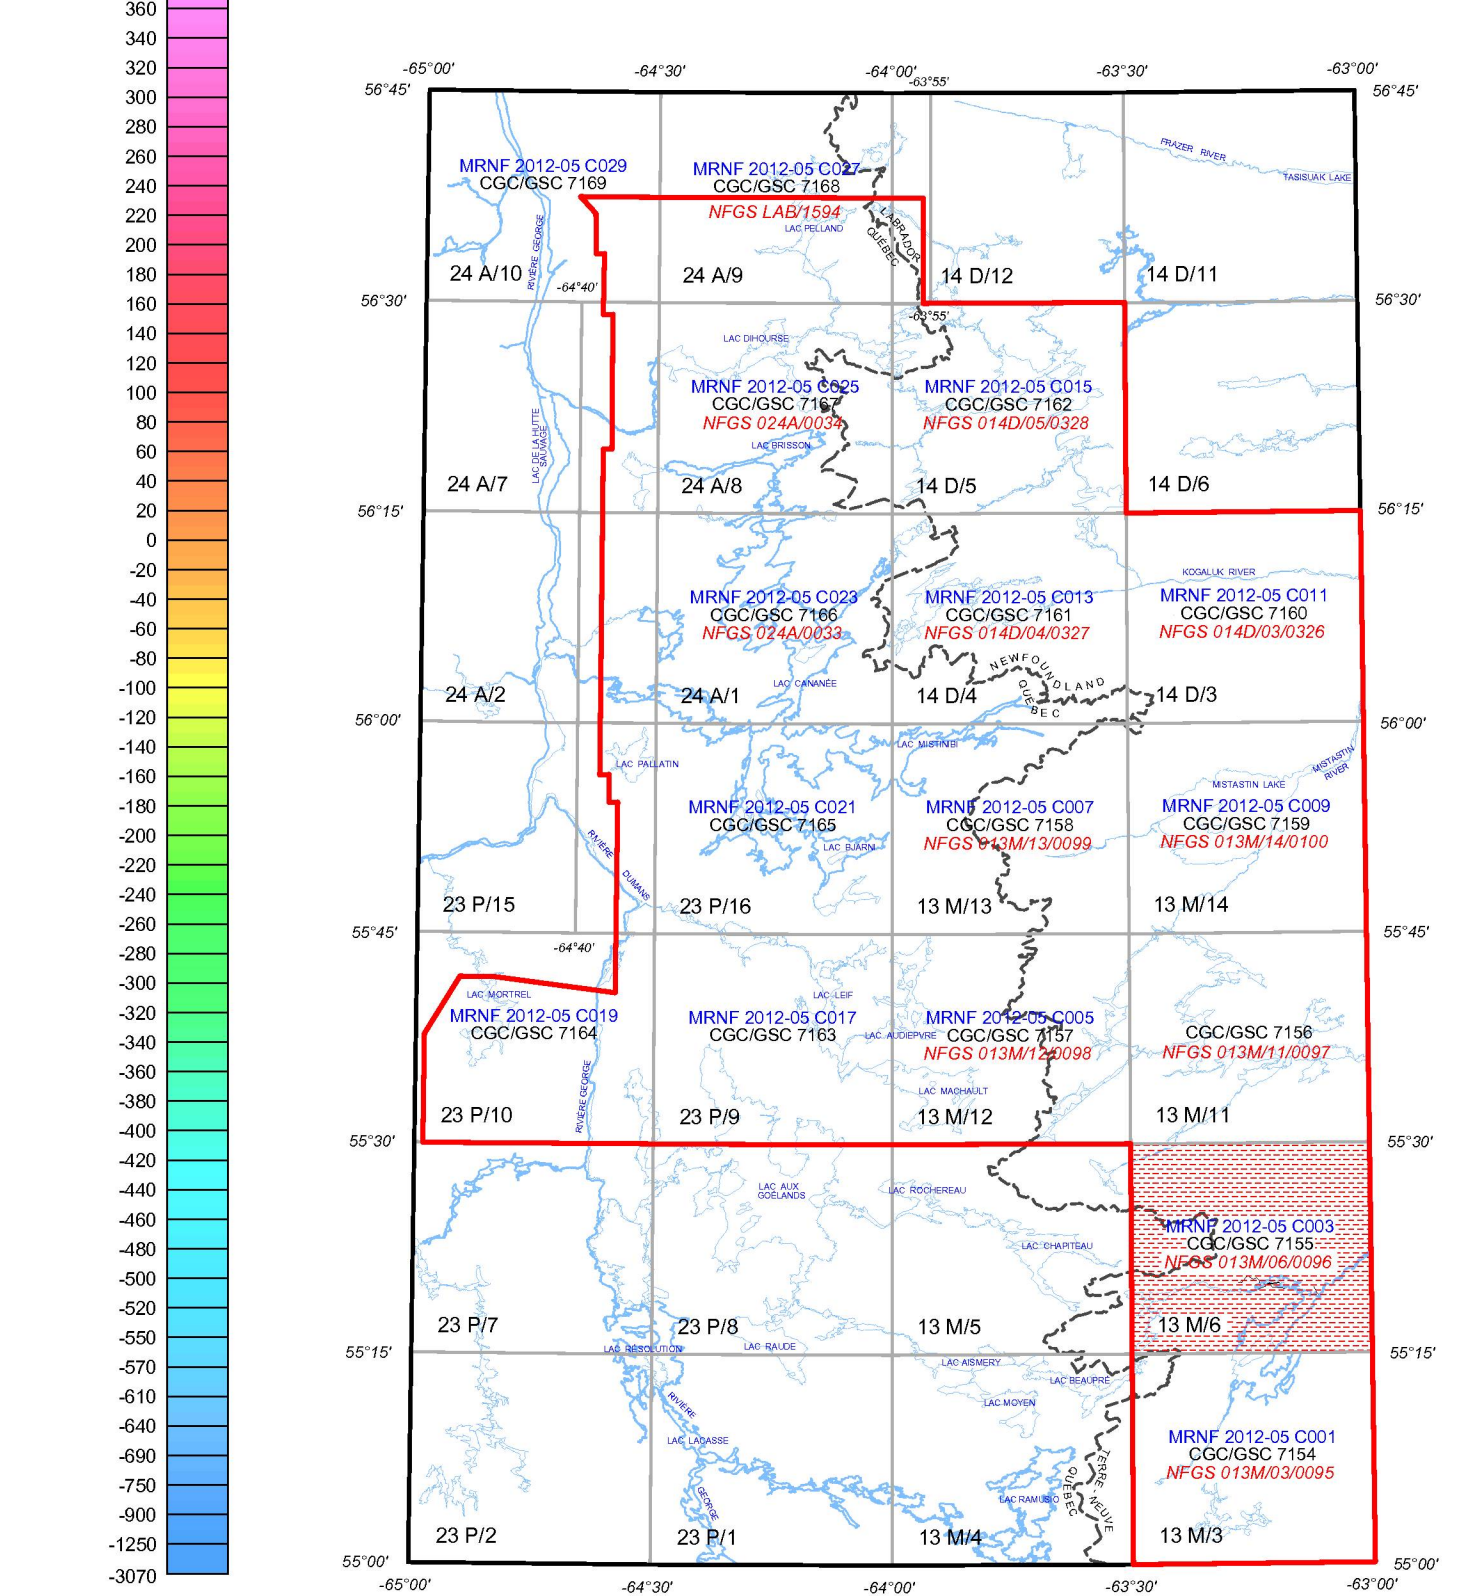 360
340
320
300
280
260
240
220
200
180
160
140
120
100
80
60
40
20
0
-20
-40
-60
-80
-100
-120
-140
-160
-180
-200
-220
-240
-260
-280
-300
-320
-340
-360
-380
-400
-420
-440
-460
-480
-500
-520
-550
-570
-610
-640
-690
-750
-900
-1250
-3070
-65°00' -64°30' -64°00' -63°55' -63°30' -63°00'
56°45' 56°45'
FRAZER RIVER
TASISUAK LAKE
MRNF 2012-05 C029
CGC/GSC 7169
MRNF 2012-05 C027
CGC/GSC 7168
NFGS LAB/1594
LAC PELLAND
LABRADOR
QUÉBEC
RIVIÈRE GEORGE
24 A/10 24 A/9 14 D/12 14 D/11
-64°40'
56°30' 56°30'
-63°55'
LAC DIHOURSE
MRNF 2012-05 C025
CGC/GSC 7167
NFGS 024A/0034
MRNF 2012-05 C015
CGC/GSC 7162
NFGS 014D/05/0328
LAC BRISSON
LAC DE LA HUTTE
SAUVAGE
24 A/7 24 A/8 14 D/5 14 D/6
56°15' 56°15'
KOGALUK RIVER
MRNF 2012-05 C023
CGC/GSC 7166
NFGS 024A/0033
MRNF 2012-05 C013
CGC/GSC 7161
NFGS 014D/04/0327
MRNF 2012-05 C011
CGC/GSC 7160
NFGS 014D/03/0326
NEWFOUNDLAND
QUÉBEC
LAC CANANÉE
24 A/2 24 A/1 14 D/4 14 D/3
56°00' 56°00'
LAC MISTINIBI
LAC PALLATIN
MISTASTIN
RIVER
MISTASTIN LAKE
MRNF 2012-05 C021
CGC/GSC 7165
MRNF 2012-05 C007
CGC/GSC 7158
NFGS 013M/13/0099
MRNF 2012-05 C009
CGC/GSC 7159
NFGS 013M/14/0100
RIVIÈRE
DUMANS
LAC BJARNI
23 P/15 23 P/16 13 M/13 13 M/14
55°45' 55°45'
-64°40'
LAC MORTREL
LAC LEIF
MRNF 2012-05 C019
CGC/GSC 7164
MRNF 2012-05 C017
CGC/GSC 7163
LAC AUDIEPVRE
MRNF 2012-05 C005
CGC/GSC 7157
NFGS 013M/12/0098
CGC/GSC 7156
NFGS 013M/11/0097
RIVIÈRE GEORGE
LAC MACHAULT
23 P/10 23 P/9 13 M/12 13 M/11
55°30' 55°30'
LAC AUX
GOÉLANDS
LAC ROCHEREAU
LAC CHAPITEAU
MRNF 2012-05 C003
CGC/GSC 7155
NFGS 013M/06/0096
23 P/7 23 P/8 13 M/5 13 M/6
LAC RÉSOLUTION
LAC RAUDE
55°15' 55°15'
LAC AISMERY
LAC BEAUPRÉ
LAC MOYEN
RIVIÈRE
GEORGE
LAC LACASSE
MRNF 2012-05 C001
CGC/GSC 7154
NFGS 013M/03/0095
LAC RAMUSIO
QUÉBEC
TERRE-NEUVE
23 P/2 23 P/1 13 M/4 13 M/3
55°00' 55°00'
-65°00' -64°30' -64°00' -63°30' -63°00'